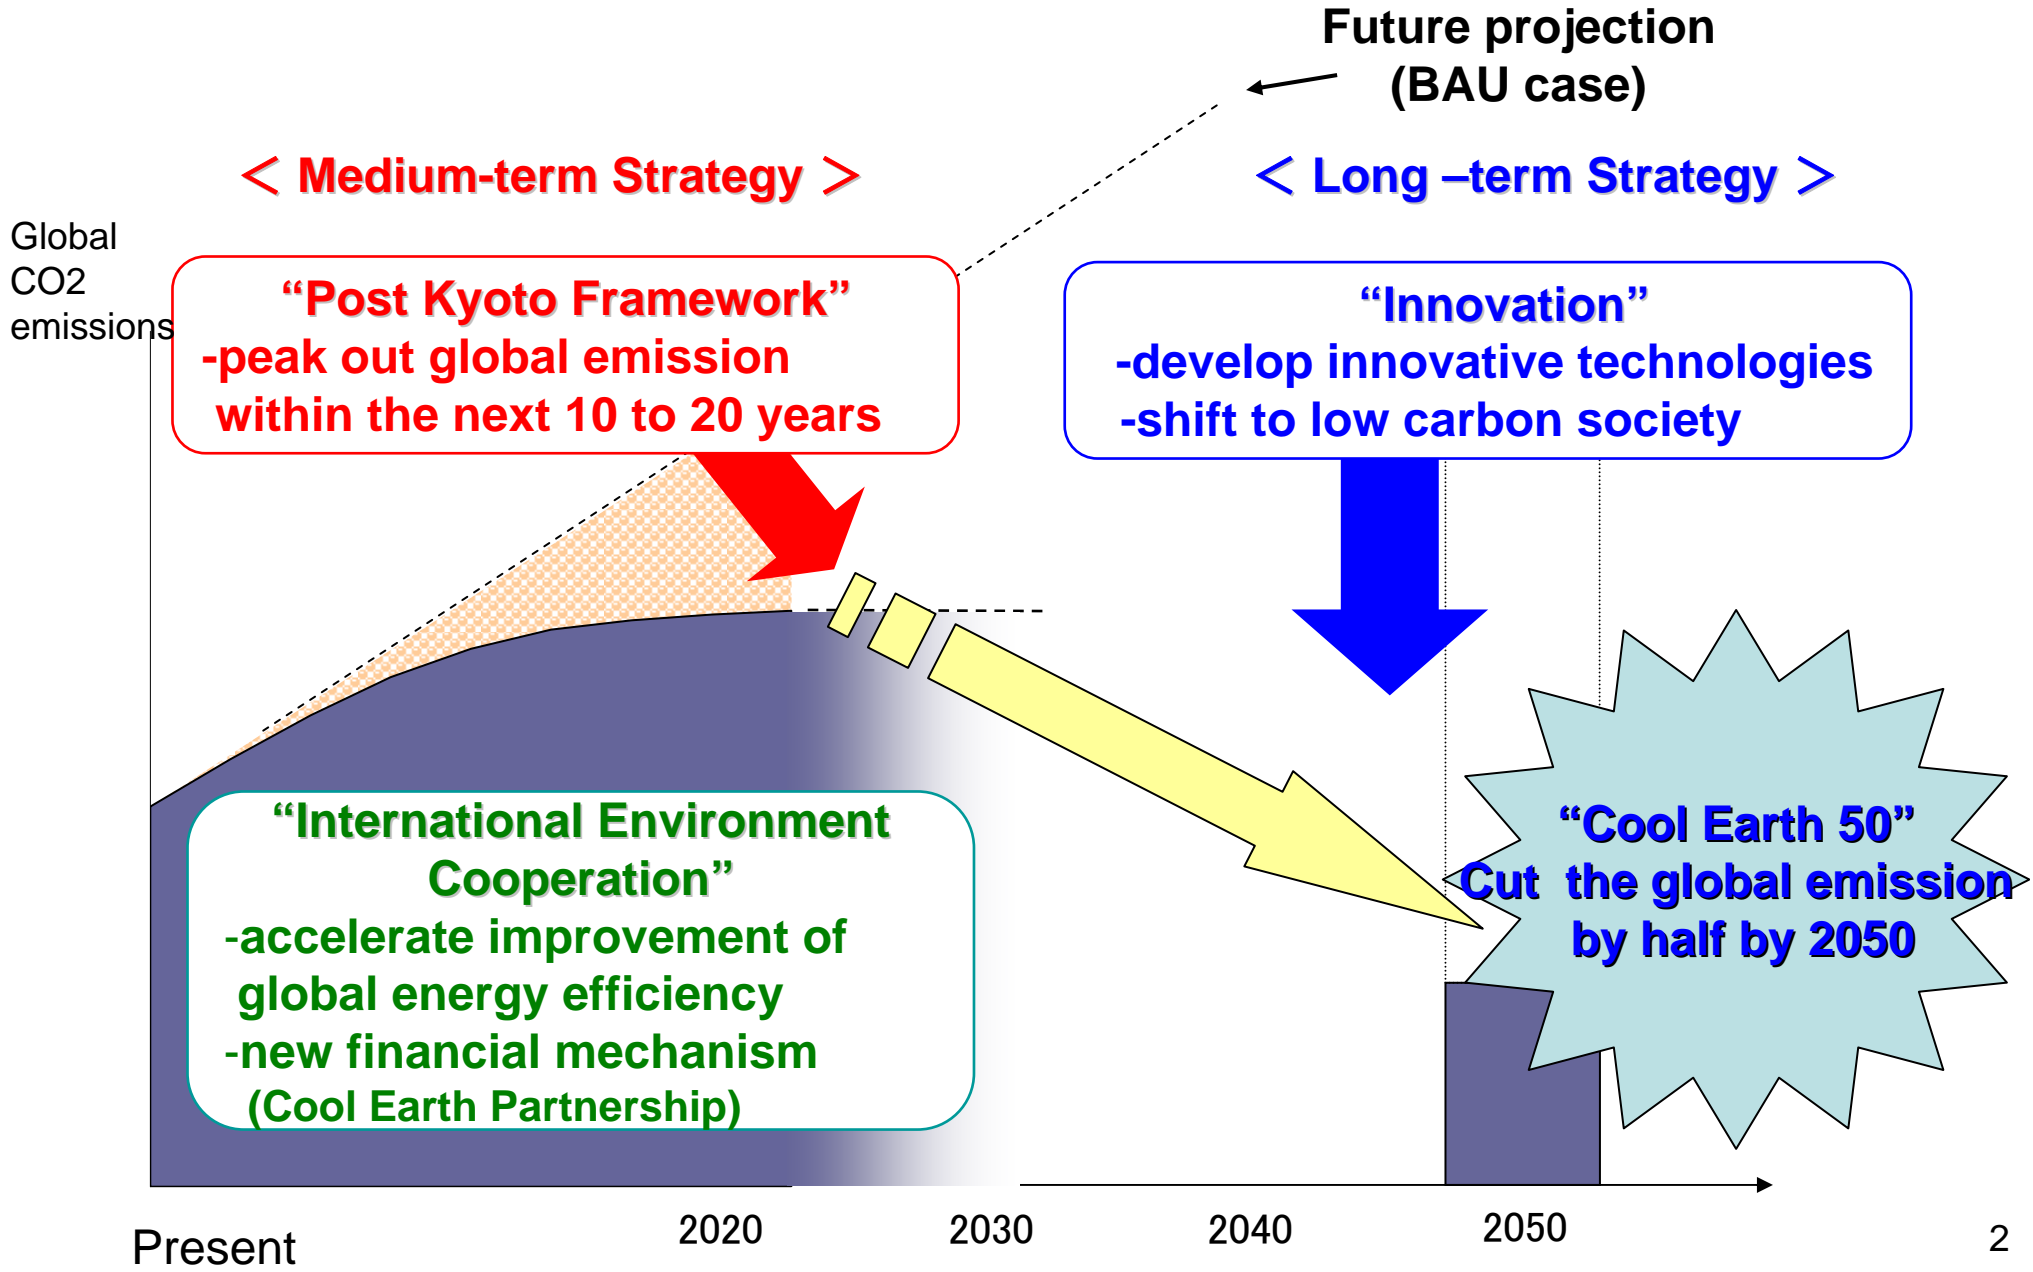 Future projection
(BAU case)
＜ Medium-term Strategy ＞
＜ Long –term Strategy ＞
Global
CO2
emissions
“Post Kyoto Framework”
-peak out global emission
within the next 10 to 20 years
“Innovation”
-develop innovative technologies
-shift to low carbon society
“International Environment
Cooperation”
-accelerate improvement of
global energy efficiency
-new financial mechanism
(Cool Earth Partnership)
“Cool Earth 50”
Cut the global emission
by half by 2050
Present
2020
2030
2040
2050
2